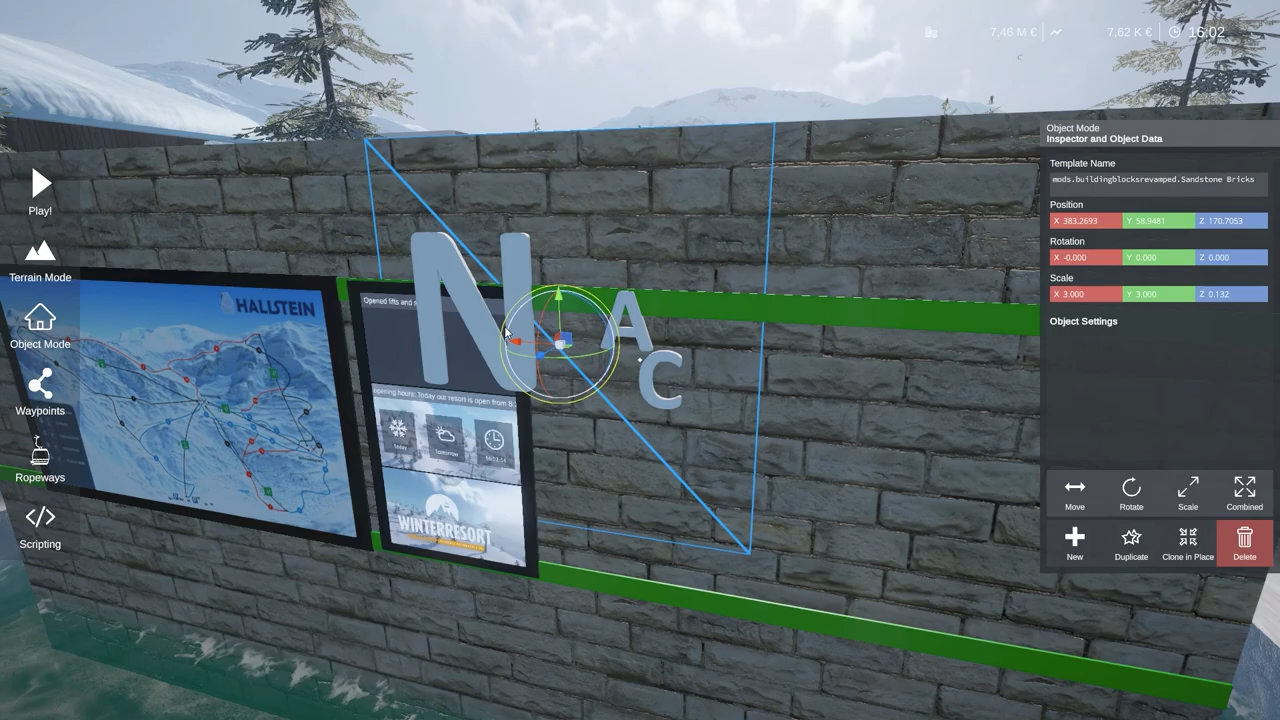 7,46 M €
7,62 K €
16:02
Object Mode
Inspector and Object Data
Template Name
mods.buildingblocksrevamped.Sandstone Bricks
Position
X 383.2693 Y 58.9481 Z 170.7053
Rotation
X -0.000 Y 0.000 Z 0.000
Scale
X 3.000 Y 3.000 Z 0.132
Object Settings
Move Rotate Scale Combined
New Duplicate Clone in Place Delete
Play!
Terrain Mode
Object Mode
Waypoints
Ropeways
Scripting
HALLSTEIN
Opened lifts and
opening hours: Today our resort is open from
Today
Tomorrow
WINTERRESORT
N
A
C